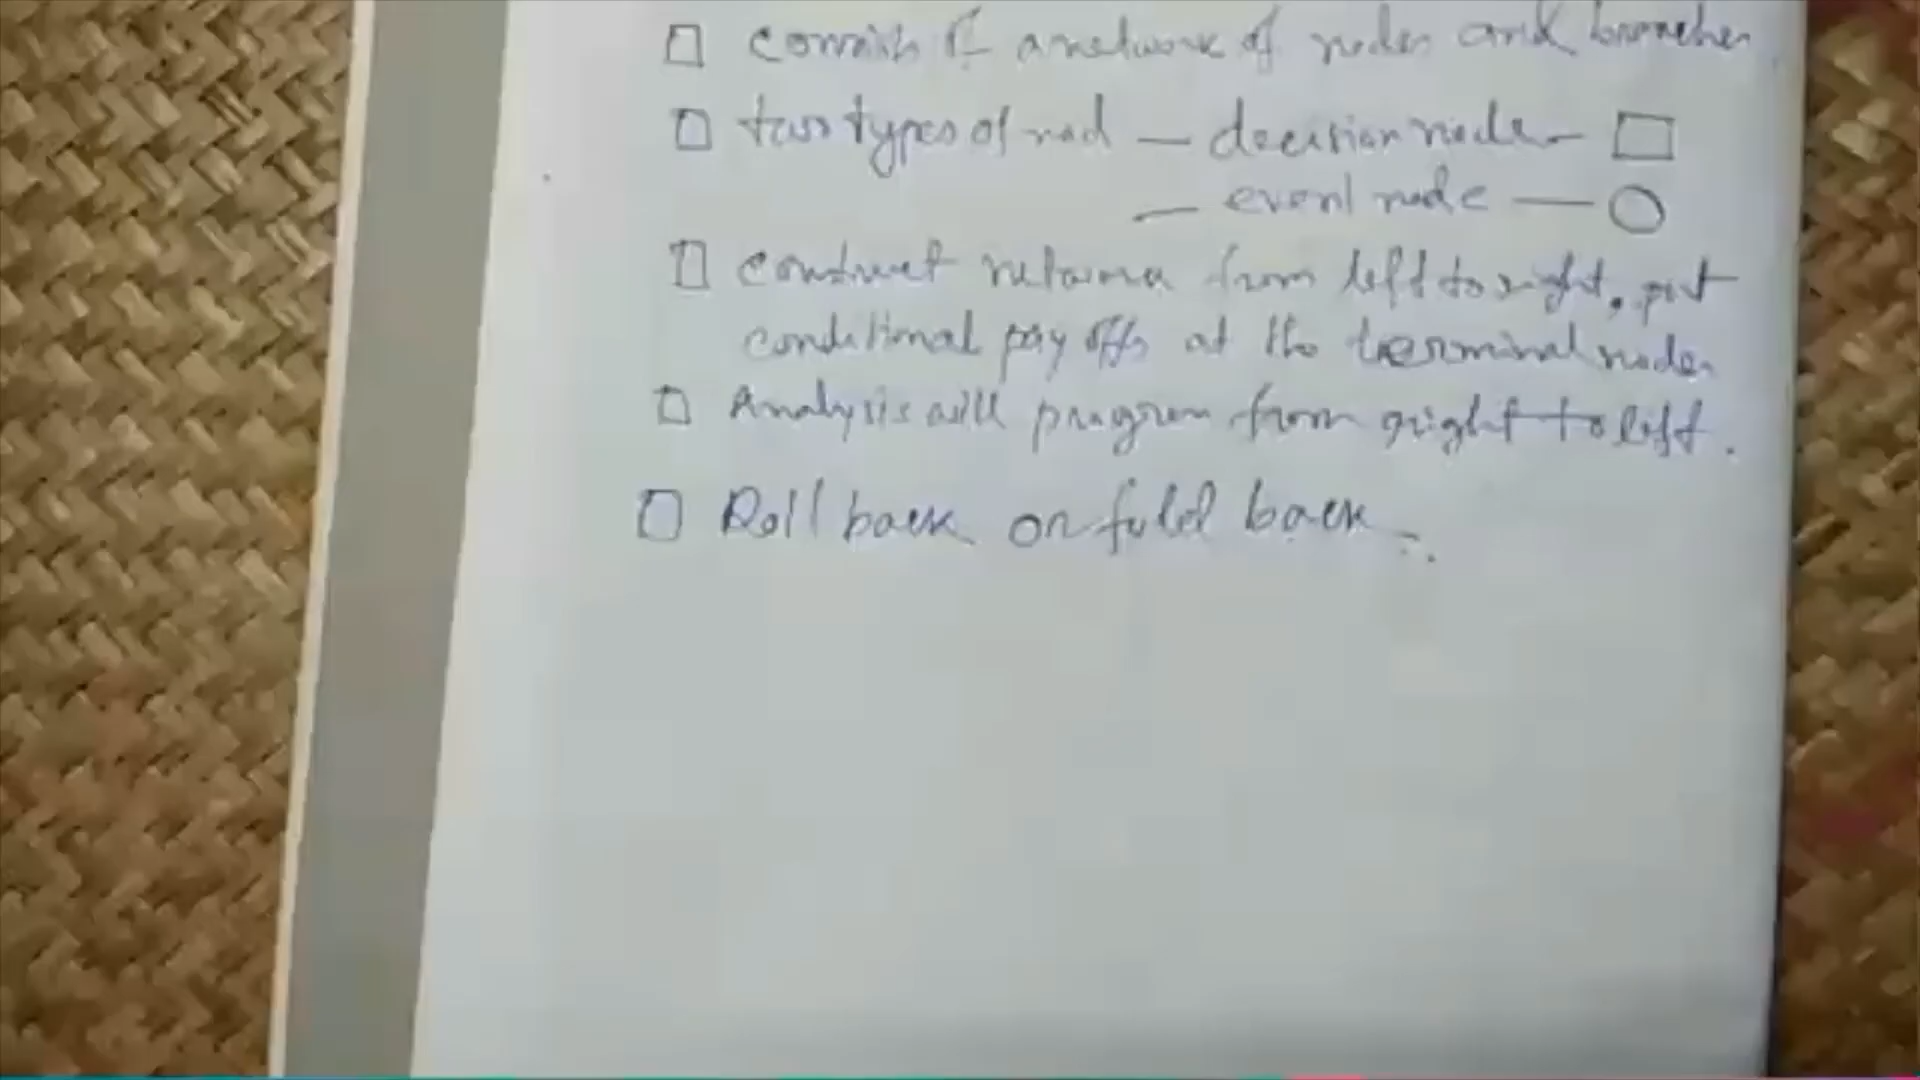 □ consists of a network of nodes and branches
□ two types of nod — decision node — □
— event node — ○
□ construct network from left to right, put
conditional pay offs at the terminal nodes
□ Analysis will progress from right to left.
□ Roll back or fold back.